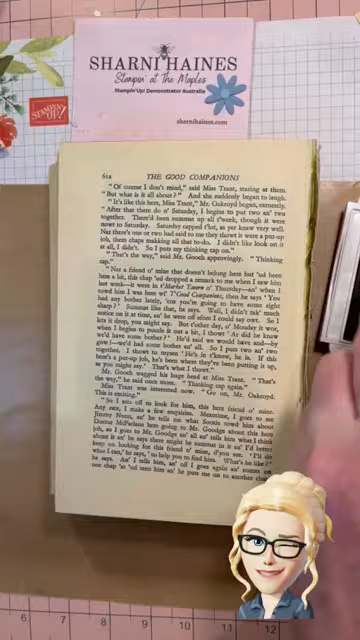 SHARNI HAINES
Stampin' at The Maples
Stampin'Up! Demonstrator Australia
STAMPIN' UP!
sharnihaines.com
612 THE GOOD COMPANIONS
"Of course I don't mind," said Miss Trant, staring at them.
"But what is it all about?" And she suddenly began to laugh.
"It's like this here, Miss Trant," Mr. Oakroyd began, earnestly.
"After that there do o' Saturday, I begins to put two an' two
together. There'd been summat up all t'week, though it were
nowt to Saturday. Saturday capped t'lot, as yer know very well.
Nar there's one or two had said to me they thowt it were a put-up
job, them chaps making all that to-do. I didn't like look on it
at all, I didn't. So I puts my thinking cap on."
"That's the way," said Mr. Gooch approvingly. "Thinking
cap."
"Nor a friend o' mine that doesn't belong here but 'ud been
here a bit, this chap 'ud dropped a remark to me when I saw him
last week—it were in t'Market Tavern o' Thursday—an' when I
towd him I was here wi' T'Good Companions, then he says 'You
had any bother lately, 'cos you're going to have some right
sharp?' Summat like that, he says. Well, I didn't tak' much
notice on it at time, as' he were off afore I could say owt. So I
lets it drop, you might say. But t'other day, o' Monday it wor,
when I begins to puzzle it out a bit, I thowt 'As did he know
we'd have some bother?' He'd said we would have and—by
gow!—we'd had some bother an' all. So I puts two an' two
together. I thowt to mysen 'He's in t'know, he is. If this
best's a put-up job, he's been where they've been putting it up,
as you might say.' That's what I thowt."
Mr. Gooch wagged his huge head at Miss Trant. "That's
the way," he said once more. "Thinking cap again."
Miss Trant was interested now. "Go on, Mr. Oakroyd.
This is exciting."
"So I sets off to look for him, this here friend o' mine.
Any road, I makes a few enquiries. Meantime, I goes to see
Jimmy Nunn, an' he tells me what Soosie towd him about
Doctor McFarlane here going to Mr. Goodge about this here
job, so I goes to Mr. Goodge an' all an' tells him what I think
about it an' he says there might be summat in it so' I'd better
keep on looking for this friend o' mine, d'you see. 'I'll do
what I can,' he says, 'to help you to find him. What's he like?'
he says. An' I tells him, an' off I goes again an' comes on
one chap 'at 'ud seen him an' he puts me on to another chap
6 7 8 9 10 11 12